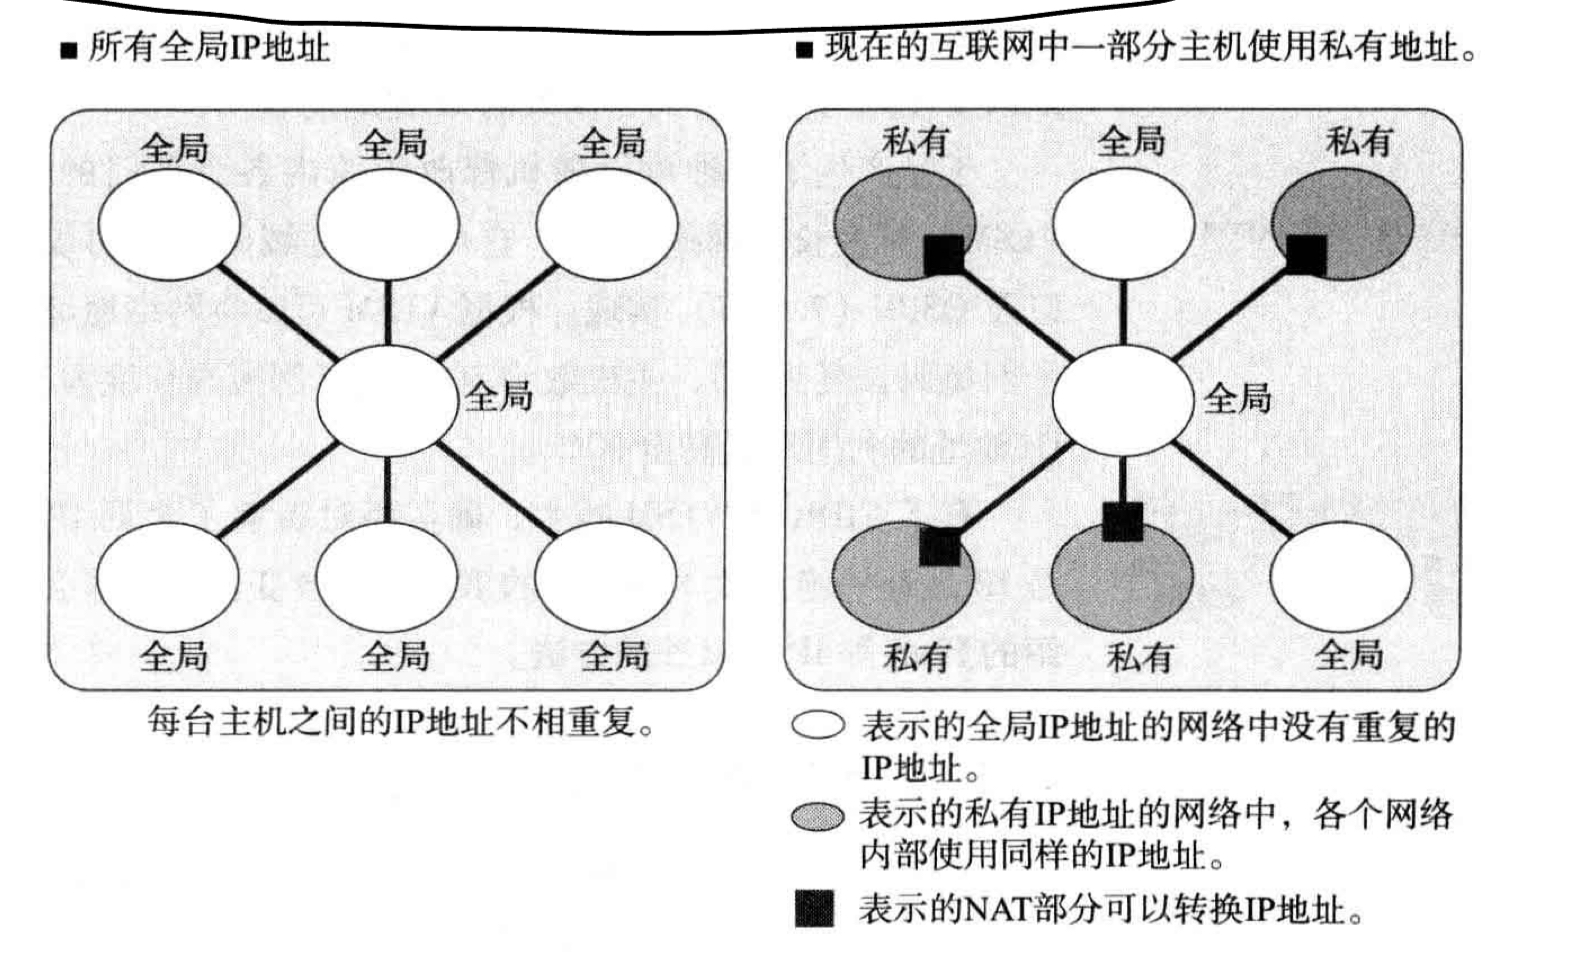 ■ 所有全局IP地址
全局
全局
全局
全局
全局
全局
全局
每台主机之间的IP地址不相重复。
■ 现在的互联网中一部分主机使用私有地址。
私有
全局
私有
全局
私有
私有
全局
表示的全局IP地址的网络中没有重复的
IP地址。
表示的私有IP地址的网络中，各个网络
内部使用同样的IP地址。
表示的NAT部分可以转换IP地址。